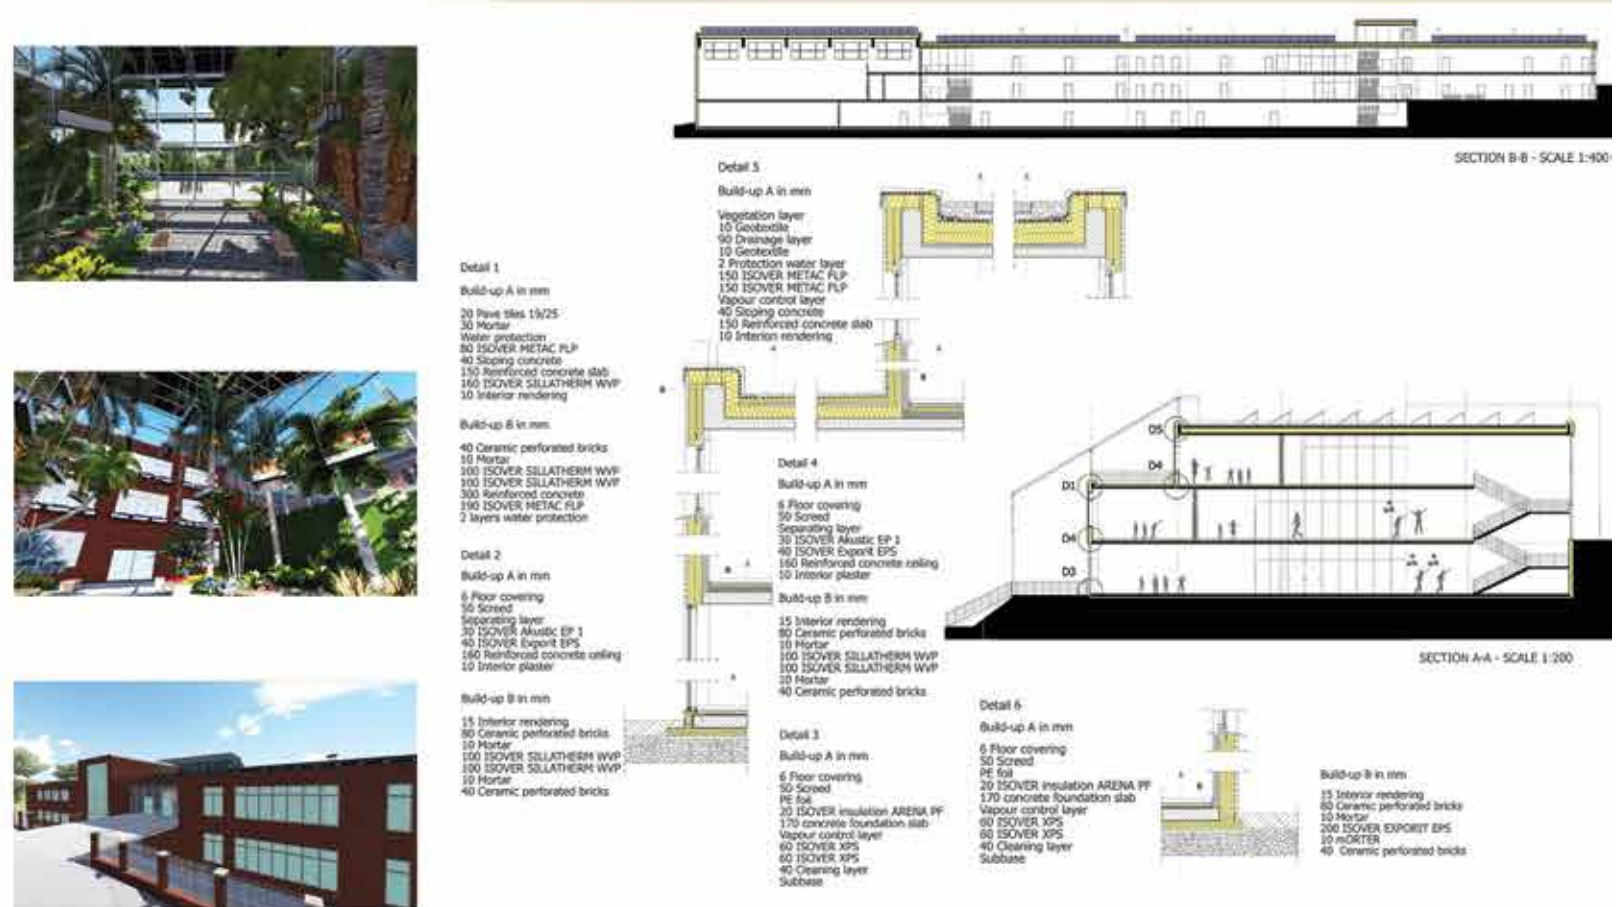 SECTION B-B - SCALE 1:400
Detail 5
Build-up A in mm
Vegetation layer
10 Geotextile
90 Drainage layer
10 Geotextile
2 Protection water layer
150 ISOVER METAC FLP
150 ISOVER METAC FLP
Vapour control layer
40 Sloping concrete
150 Reinforced concrete slab
10 Interion rendering
Detail 1
Build-up A in mm
20 Pave tiles 19/25
30 Mortar
Water protection
80 ISOVER METAC FLP
40 Sloping concrete
150 Reinforced concrete slab
160 ISOVER SILLATHERM WVP
10 Interior rendering
Build-up B in mm
40 Ceramic perforated bricks
10 Mortar
100 ISOVER SILLATHERM WVP
100 ISOVER SILLATHERM WVP
300 Reinforced concrete
190 ISOVER METAC FLP
2 layers water protection
Detail 2
Build-up A in mm
6 Floor covering
50 Screed
Separating layer
30 ISOVER Akustic EP 1
40 ISOVER Exporit EPS
160 Reinforced concrete ceiling
10 Interior plaster
Build-up B in mm
15 Interior rendering
80 Ceramic perforated bricks
10 Mortar
100 ISOVER SILLATHERM WVP
100 ISOVER SILLATHERM WVP
10 Mortar
40 Ceramic perforated bricks
Detail 4
Build-up A in mm
6 Floor covering
50 Screed
Separating layer
30 ISOVER Akustic EP 1
40 ISOVER Exporit EPS
160 Reinforced concrete ceiling
10 Interior plaster
Build-up B in mm
15 Interior rendering
80 Ceramic perforated bricks
10 Mortar
100 ISOVER SILLATHERM WVP
100 ISOVER SILLATHERM WVP
10 Mortar
40 Ceramic perforated bricks
Detail 3
Build-up A in mm
6 Floor covering
50 Screed
PE foil
20 ISOVER insulation ARENA PF
170 concrete foundation slab
Vapour control layer
60 ISOVER XPS
60 ISOVER XPS
40 Cleaning layer
Subbase
D5
D4
D1
D4
D3
SECTION A-A - SCALE 1:200
Detail 6
Build-up A in mm
6 Floor covering
50 Screed
PE foil
20 ISOVER insulation ARENA PF
170 concrete foundation slab
Vapour control layer
60 ISOVER XPS
60 ISOVER XPS
40 Cleaning layer
Subbase
Build-up B in mm
15 Interior rendering
80 Ceramic perforated bricks
10 Mortar
200 ISOVER EXPORIT EPS
10 mORTER
40 Ceramic perforated bricks